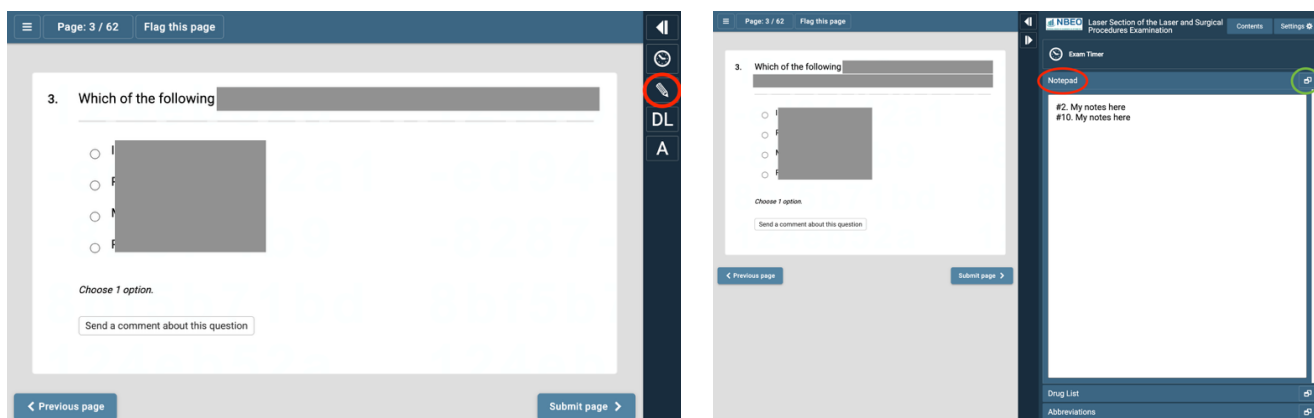 Page: 3 / 62
Flag this page
3. Which of the following
Choose 1 option.
Send a comment about this question
Previous page
Submit page
DL
A
Page: 3 / 62
Flag this page
3. Which of the following
Choose 1 option.
Send a comment about this question
Previous page
Submit page
NBEO
Laser Section of the Laser and Surgical
Procedures Examination
Contents
Settings
Exam Timer
Notepad
#2. My notes here
#10. My notes here
Drug List
Abbreviations